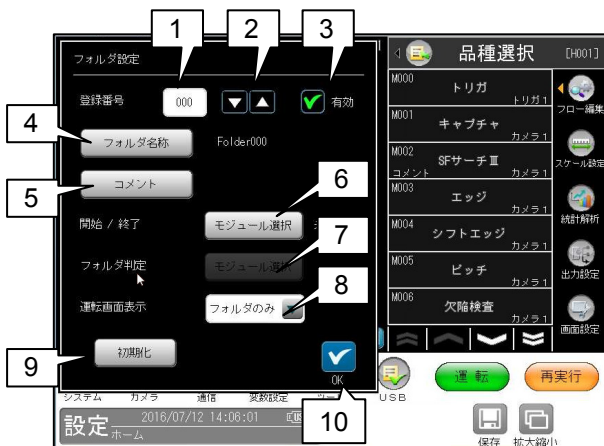 1
2
3
フォルダ設定
登録番号
000
有効
4
フォルダ名称
Folder000
5
コメント
6
開始 / 終了
モジュール選択
7
フォルダ判定
モジュール選択
8
運転画面表示
フォルダのみ
9
初期化
OK
10
品種選択
[H001]
M000
トリガ
トリガ1
M001
キャプチャ
カメラ1
M002
SFサーチⅢ
コメント
カメラ1
M003
エッジ
カメラ1
M004
シフトエッジ
カメラ1
M005
ピッチ
カメラ1
M006
欠陥検査
カメラ1
フロー編集
スケール設定
統計解析
出力設定
画面設定
システム
カメラ
通信
変数設定
USB
運転
再実行
設定
ホーム
2016/07/12 14:06:01
保存
拡大縮小